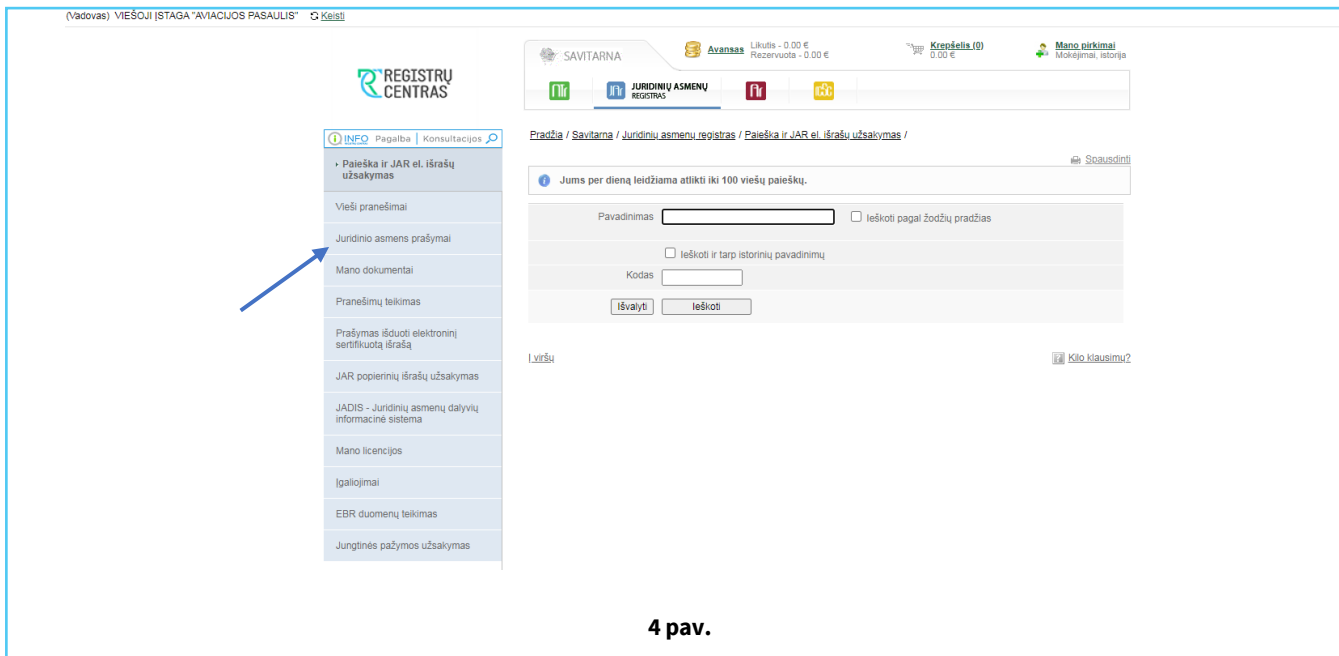 (Vadovas) VIEŠOJI ĮSTAGA "AVIACIJOS PASAULIS" Keisti
REGISTRŲ
CENTRAS
SAVITARNA
Avansas
Likutis - 0.00 €
Rezervuota - 0.00 €
Krepšelis (0)
0.00 €
Mano pirkimai
Mokėjimai, istorija
NTr
JAr
JURIDINIŲ ASMENŲ
REGISTRAS
Ar
INFO Pagalba | Konsultacijos
Pradžia / Savitarna / Juridinių asmenų registras / Paieška ir JAR el. išrašų užsakymas /
Spausdinti
Paieška ir JAR el. išrašų
užsakymas
Vieši pranešimai
Juridinio asmens prašymai
Mano dokumentai
Pranešimų teikimas
Prašymas išduoti elektroninį
sertifikuotą išrašą
JAR popierinių išrašų užsakymas
JADIS - Juridinių asmenų dalyvių
informacinė sistema
Mano licencijos
Įgaliojimai
EBR duomenų teikimas
Jungtinės pažymos užsakymas
Jums per dieną leidžiama atlikti iki 100 viešų paieškų.
Pavadinimas
Ieškoti pagal žodžių pradžias
Ieškoti ir tarp istorinių pavadinimų
Kodas
Išvalyti
Ieškoti
Į viršų
Kilo klausimų?
4 pav.